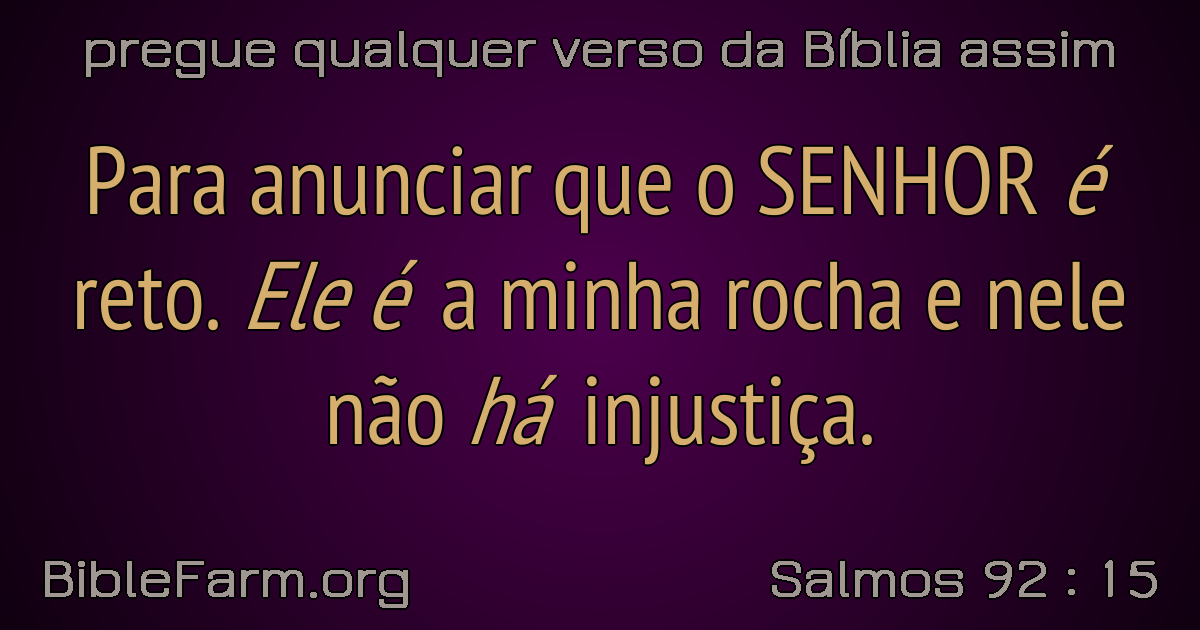 pregue qualquer verso da Bíblia assim
Para anunciar que o SENHOR é
reto. Ele é a minha rocha e nele
não há injustiça.
BibleFarm.org
Salmos 92 : 15